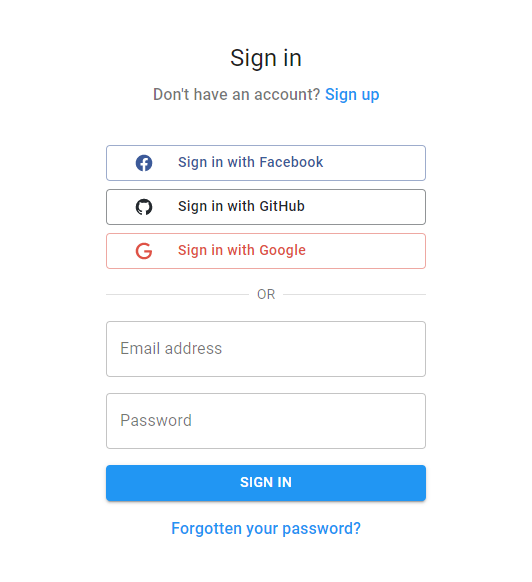 Sign in
Don't have an account? Sign up
Sign in with Facebook
Sign in with GitHub
Sign in with Google
OR
Email address
Password
SIGN IN
Forgotten your password?